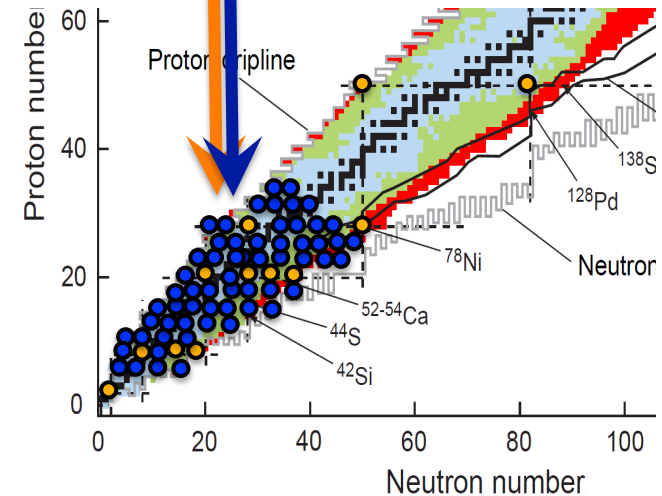 60
Proton number
Proton dripline
40
138S
128Pd
78Ni
Neutron
20
52-54Ca
44S
42Si
0
0
20
40
60
80
100
Neutron number